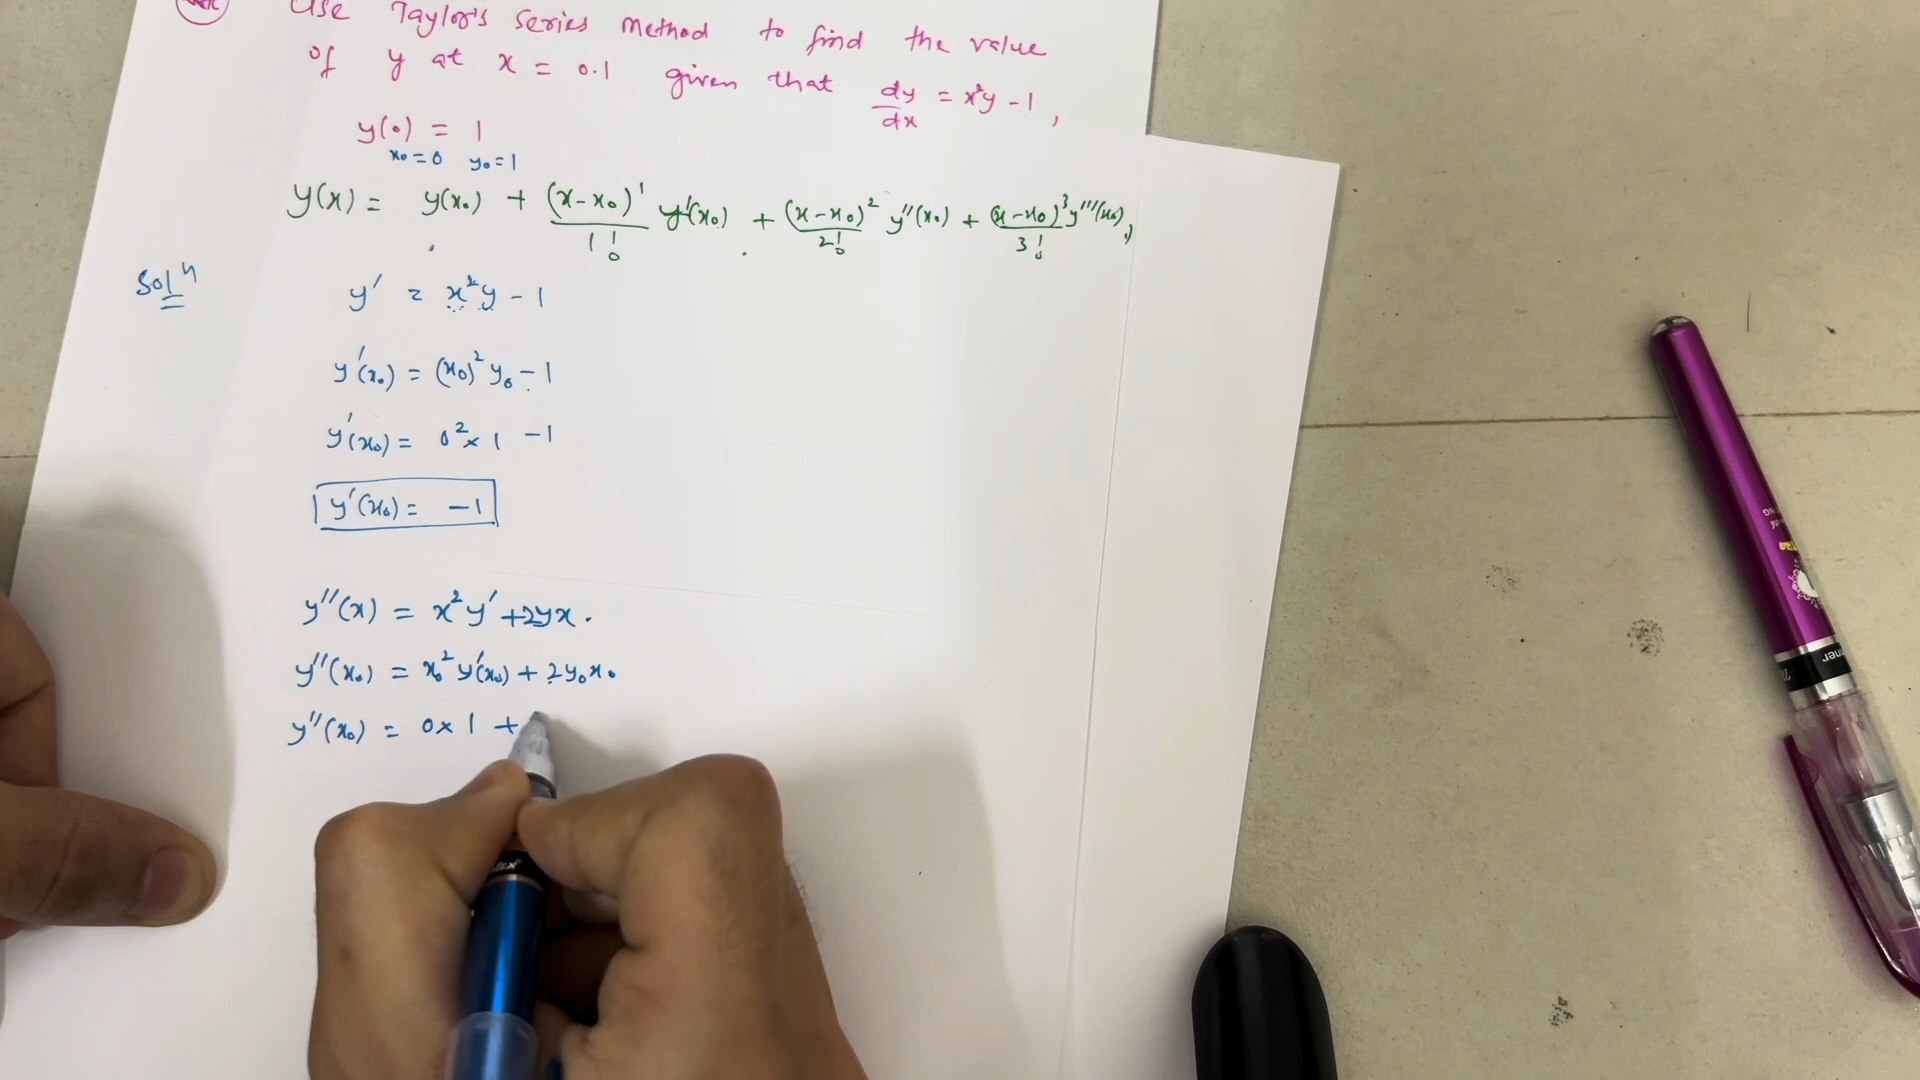 Use Taylor's series method to find the value
of y at x = 0.1 given that dy/dx = x²y - 1,
y(0) = 1
x₀ = 0 y₀ = 1
y(x) = y(x₀) + (x-x₀)¹/1! y'(x₀) + (x-x₀)²/2! y''(x₀) + (x-x₀)³/3! y'''(x₀),
Solⁿ
y' = x²y - 1
y'(x₀) = (x₀)² y₀ - 1
y'(x₀) = 0² × 1 - 1
y'(x₀) = -1
y''(x) = x² y' + 2yx.
y''(x₀) = x₀² y'(x₀) + 2y₀x₀
y''(x₀) = 0 × 1 +